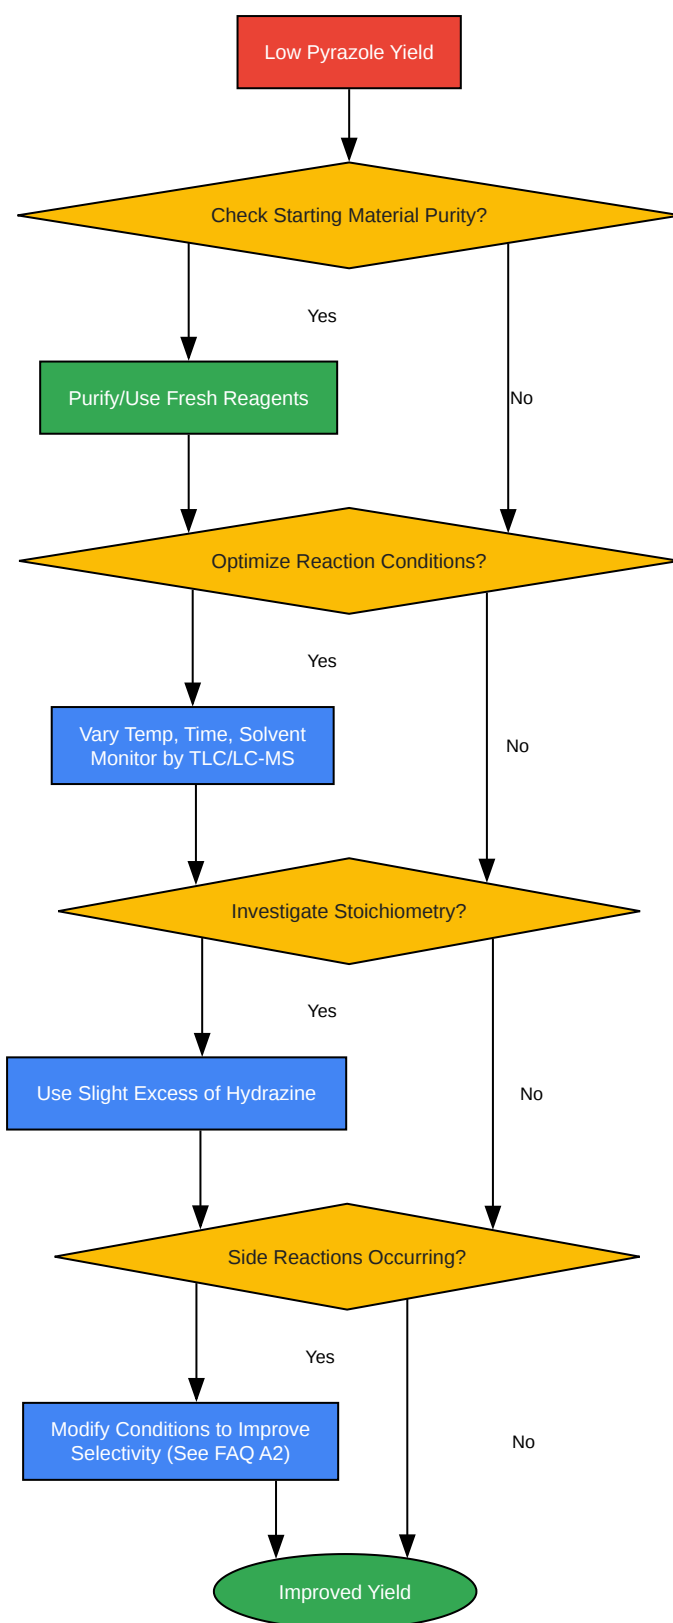 Low Pyrazole Yield
Check Starting Material Purity?
Yes
Purify/Use Fresh Reagents
No
Optimize Reaction Conditions?
Yes
Vary Temp, Time, Solvent
Monitor by TLC/LC-MS
No
Investigate Stoichiometry?
Yes
Use Slight Excess of Hydrazine
No
Side Reactions Occurring?
Yes
Modify Conditions to Improve
Selectivity (See FAQ A2)
No
Improved Yield